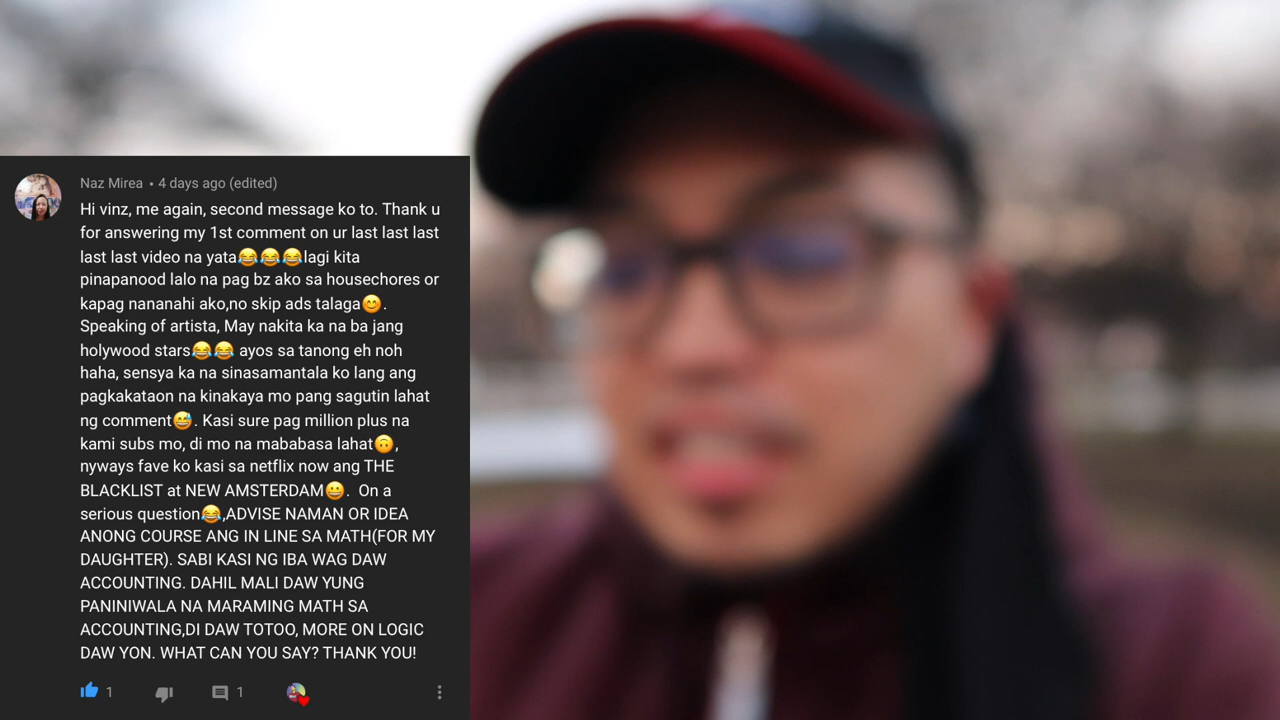 Naz Mirea • 4 days ago (edited)
Hi vinz, me again, second message ko to. Thank u
for answering my 1st comment on ur last last last
last last video na yata😂😂😂lagi kita
pinapanood lalo na pag bz ako sa housechores or
kapag nananahi ako,no skip ads talaga😊.
Speaking of artista, May nakita ka na ba jang
holywood stars😂😂 ayos sa tanong eh noh
haha, sensya ka na sinasamantala ko lang ang
pagkakataon na kinakaya mo pang sagutin lahat
ng comment😅. Kasi sure pag million plus na
kami subs mo, di mo na mababasa lahat🙃,
nyways fave ko kasi sa netflix now ang THE
BLACKLIST at NEW AMSTERDAM😀. On a
serious question😂,ADVISE NAMAN OR IDEA
ANONG COURSE ANG IN LINE SA MATH(FOR MY
DAUGHTER). SABI KASI NG IBA WAG DAW
ACCOUNTING. DAHIL MALI DAW YUNG
PANINIWALA NA MARAMING MATH SA
ACCOUNTING,DI DAW TOTOO, MORE ON LOGIC
DAW YON. WHAT CAN YOU SAY? THANK YOU!
1 1